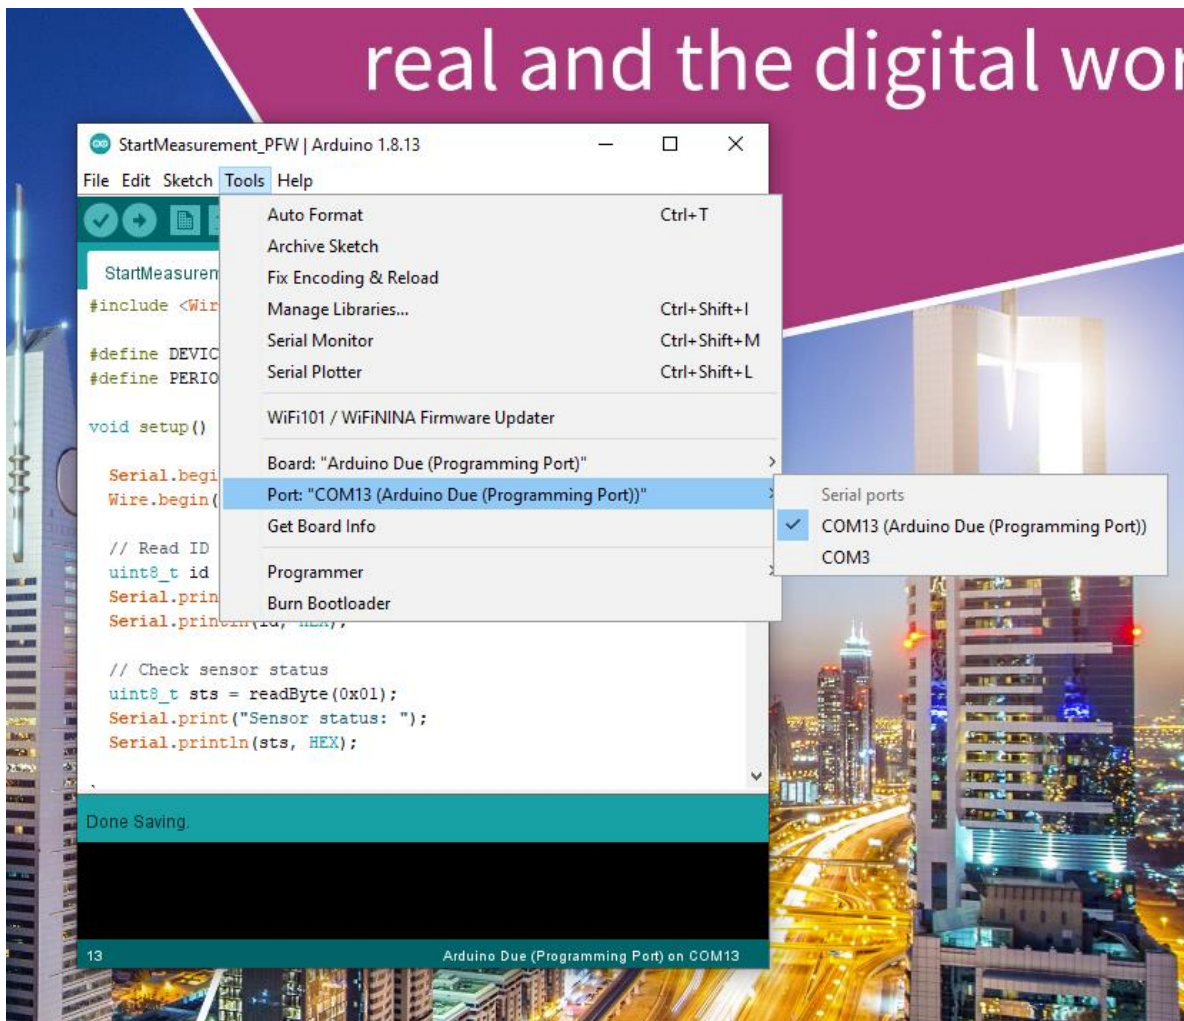 real and the digital wor
StartMeasurement_PFW | Arduino 1.8.13
File Edit Sketch Tools Help
Auto Format Ctrl+T
Archive Sketch
StartMeasurem
Fix Encoding & Reload
#include <Wir
Manage Libraries... Ctrl+Shift+I
Serial Monitor Ctrl+Shift+M
#define DEVIC
Serial Plotter Ctrl+Shift+L
#define PERIO
WiFi101 / WiFiNINA Firmware Updater
void setup()
Board: "Arduino Due (Programming Port)"
Serial.begi
Port: "COM13 (Arduino Due (Programming Port))"
Serial ports
Wire.begin(
Get Board Info
COM13 (Arduino Due (Programming Port))
// Read ID
COM3
uint8_t id
Programmer
Serial.prin
Burn Bootloader
Serial.println(id, HEX);
// Check sensor status
uint8_t sts = readByte(0x01);
Serial.print("Sensor status: ");
Serial.println(sts, HEX);
Done Saving.
13 Arduino Due (Programming Port) on COM13